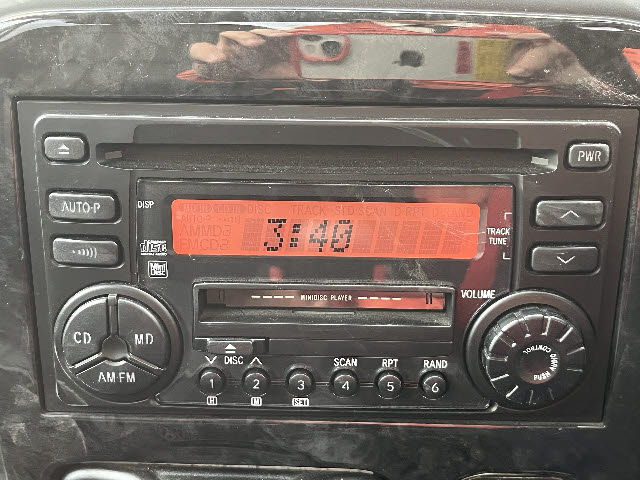 PWR
AUTO-P
DISP
3:40
TRACK
TUNE
MINIDISC PLAYER
VOLUME
CD
MD
AM·FM
DISC
SCAN
RPT
RAND
1
2
3
4
5
6
H
M
SET
CONTROL
PUSH